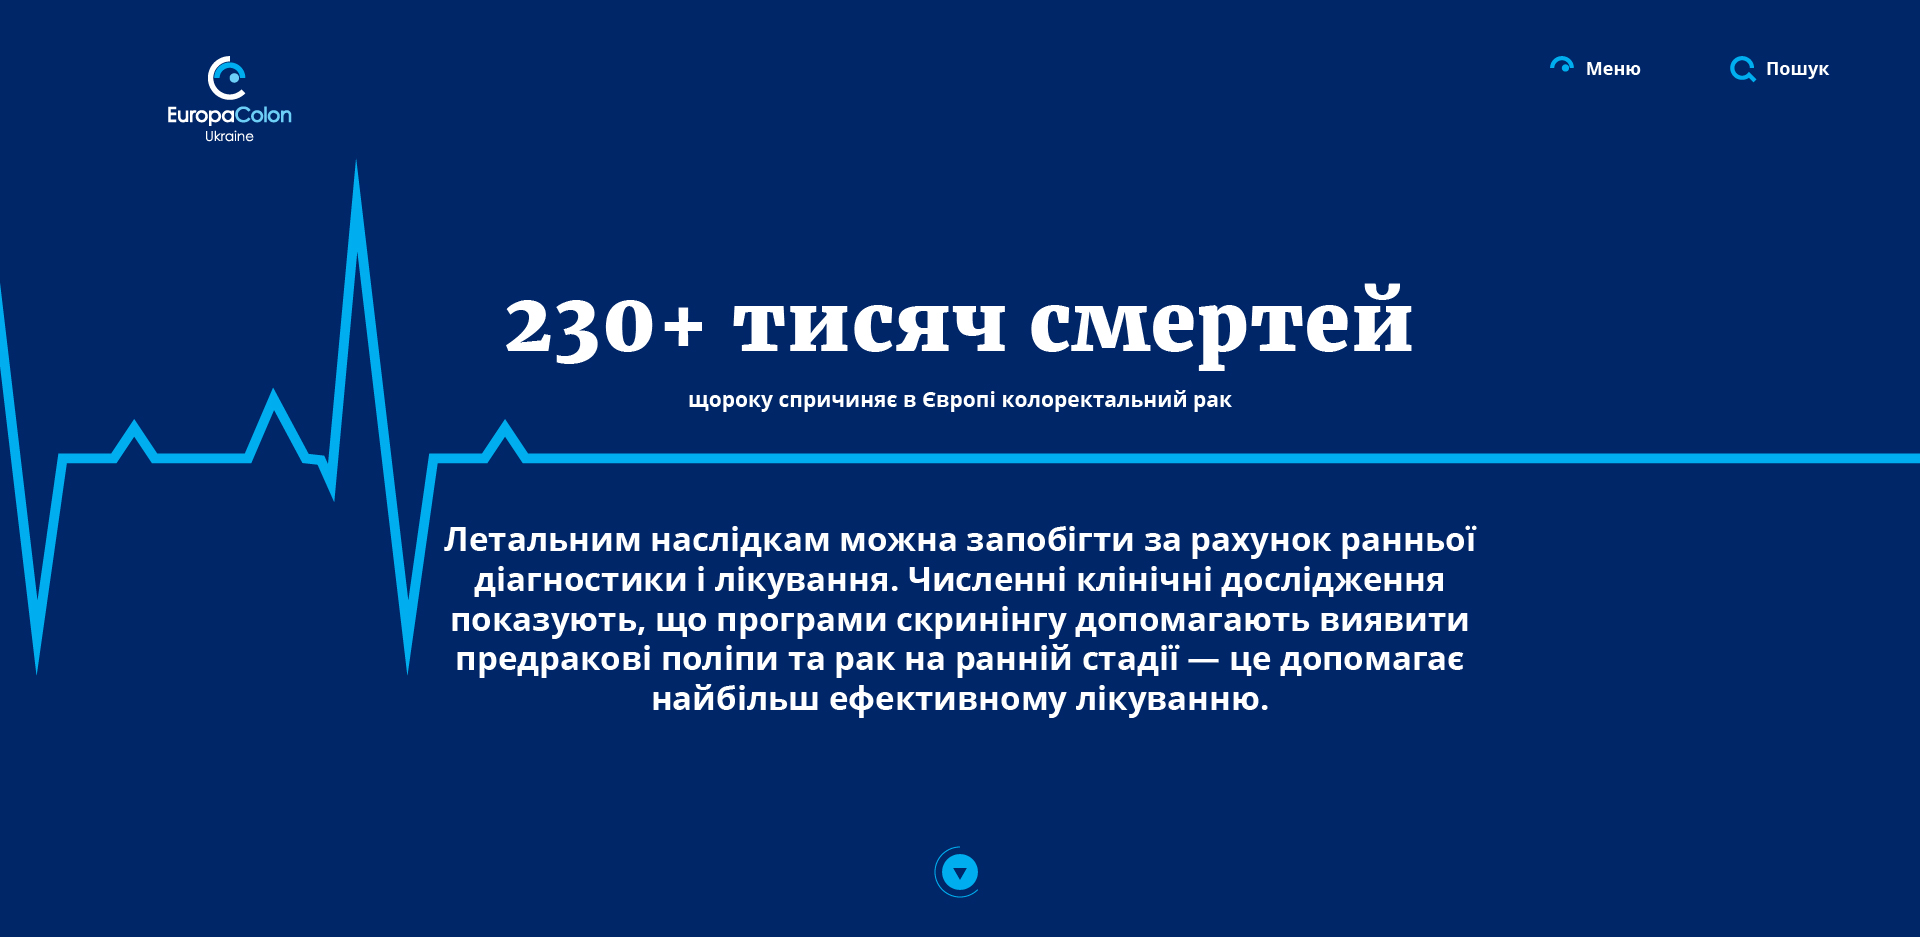 EuropaColon
Ukraine
Меню
Пошук
230+ тисяч смертей
щороку спричиняє в Європі колоректальний рак
Летальним наслідкам можна запобігти за рахунок ранньої
діагностики і лікування. Численні клінічні дослідження
показують, що програми скринінгу допомагають виявити
предракові поліпи та рак на ранній стадії — це допомагає
найбільш ефективному лікуванню.